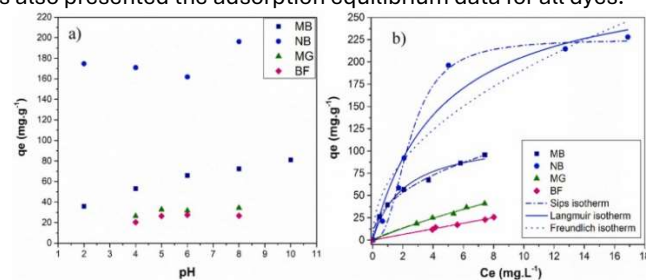 s also presented the adsorption equilibrium data for all dyes.
a)
MB
NB
MG
BF
qe (mg.g⁻¹)
240
220
200
180
160
140
120
100
80
60
40
20
0
1 2 3 4 5 6 7 8 9 10 11
pH
b)
qe (mg.g⁻¹)
250
225
200
175
150
125
100
75
50
25
0
MB
NB
MG
BF
Sips isotherm
Langmuir isotherm
Freundlich isotherm
0 2 4 6 8 10 12 14 16 18
Ce (mg.L⁻¹)